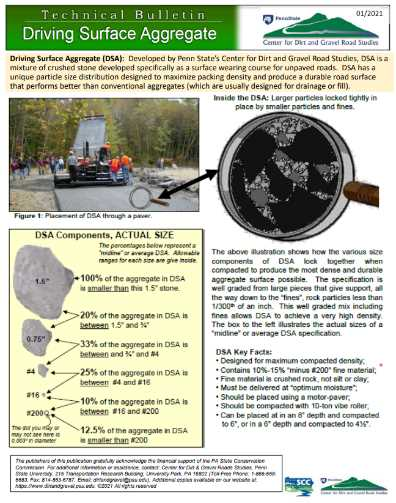 Technical Bulletin
Driving Surface Aggregate
PennState
01/2021
Center for Dirt and Gravel Road Studies
Driving Surface Aggregate (DSA): Developed by Penn State's Center for Dirt and Gravel Road Studies, DSA is a
mixture of crushed stone developed specifically as a surface wearing course for unpaved roads. DSA has a
unique particle size distribution designed to maximize packing density and produce a durable road surface
that performs better than conventional aggregates (which are usually designed for drainage or fill).
Inside the DSA: Larger particles locked tightly in
place by smaller particles and fines.
Figure 1: Placement of DSA through a paver.
DSA Components, ACTUAL SIZE
The percentages below represent a
"midline" or average DSA. Allowable
ranges for each size are give inside.
1.5"
100% of the aggregate in DSA
is smaller than this 1.5" stone.
20% of the aggregate in DSA is
between 1.5" and ¾"
0.75"
33% of the aggregate in DSA is
between and ¾" and #4
#4
25% of the aggregate in DSA is
between #4 and #16
#16
10% of the aggregate in DSA is
between #16 and #200
#200
12.5% of the aggregate in DSA
is smaller than #200
The dot you may or
may not see here is
0.003" in diameter
The above illustration shows how the various size
components of DSA lock together when
compacted to produce the most dense and durable
aggregate surface possible. The specification is
well graded from large pieces that give support, all
the way down to the "fines", rock particles less than
1/300th of an inch. This well graded mix including
fines allows DSA to achieve a very high density.
The box to the left illustrates the actual sizes of a
"midline" or average DSA specification.
DSA Key Facts:
• Designed for maximum compacted density;
• Contains 10%-15% "minus #200" fine material;
• Fine material is crushed rock, not silt or clay;
• Must be delivered at "optimum moisture";
• Should be placed using a motor-paver;
• Should be compacted with 10-ton vibe roller;
• Can be placed at in an 8" depth and compacted
to 6", or in a 6" depth and compacted to 4½".
The publishers of this publication gratefully acknowledge the financial support of the PA State Conservation
Commission. For additional information or assistance, contact: Center for Dirt & Gravel Road Studies, Penn
State University, 215 Transportation Research Building, University Park, PA 16802 (Toll-Free Phone: 1-866-668-
6683, Fax: 814-863-6787, Email: dirtandgravel@psu.edu). Additional copies available on our website at:
https://www.dirtandgravel.psu.edu ©2021 All rights reserved
SCC